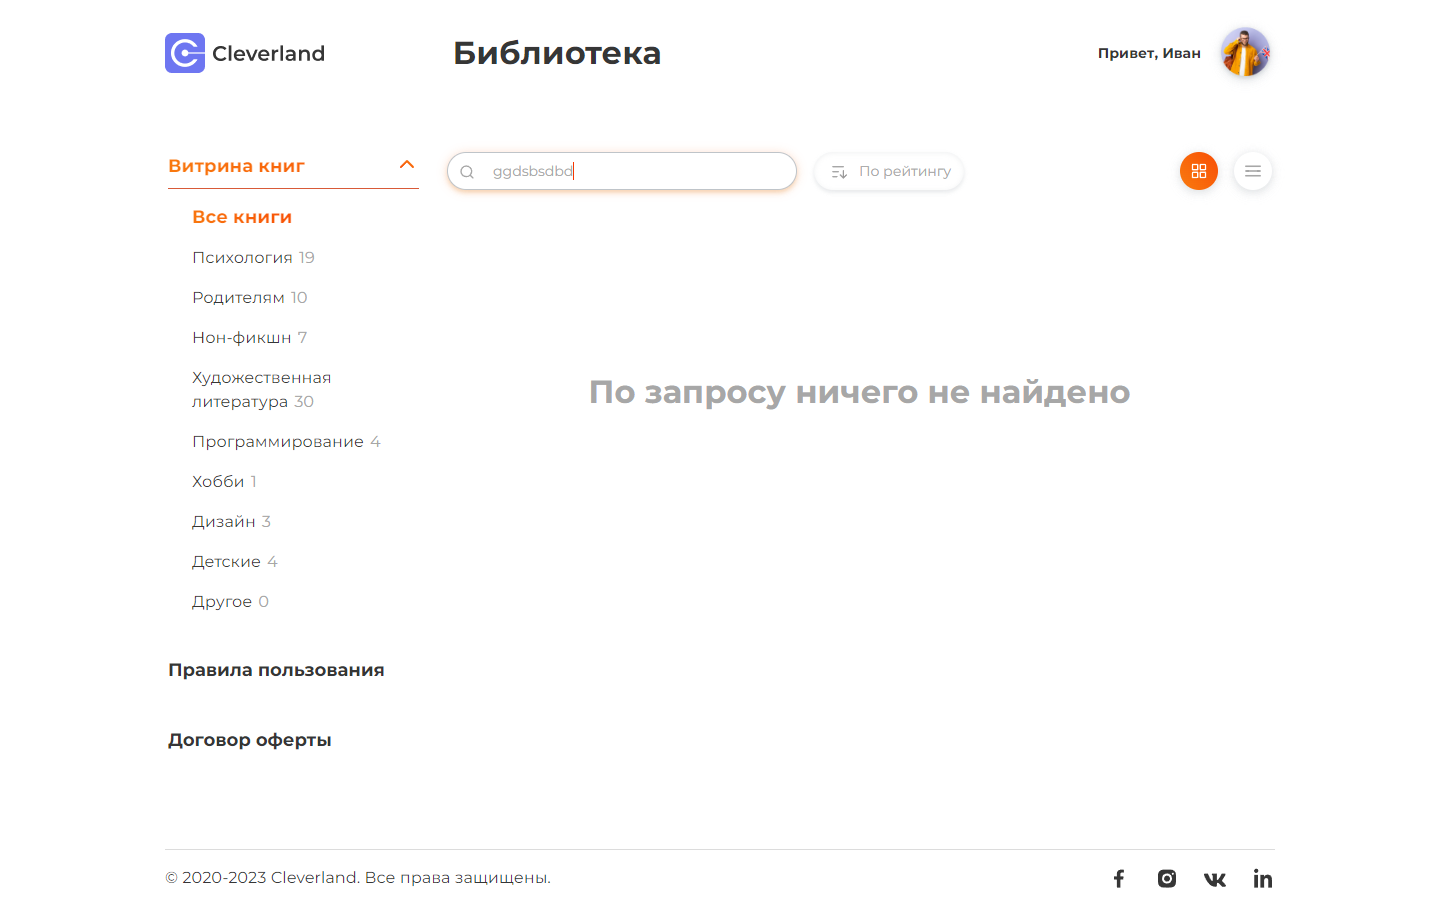 Cleverland
Библиотека
Привет, Иван
Витрина книг
ggdsbsdbd
По рейтингу
Все книги
Психология 19
Родителям 10
Нон-фикшн 7
Художественная
литература 30
Программирование 4
Хобби 1
Дизайн 3
Детские 4
Другое 0
По запросу ничего не найдено
Правила пользования
Договор оферты
© 2020-2023 Cleverland. Все права защищены.